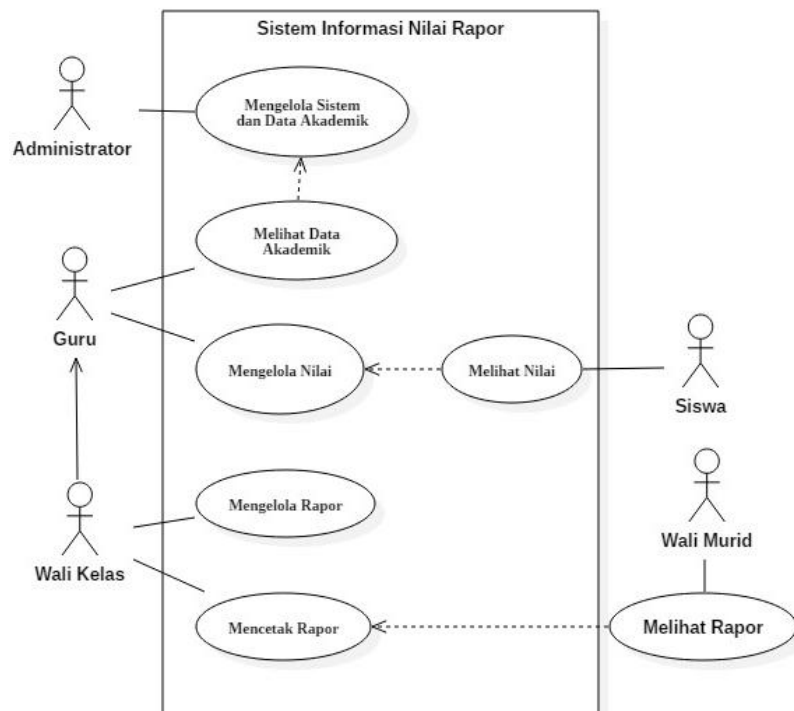 Sistem Informasi Nilai Rapor
Mengelola Sistem
dan Data Akademik
Administrator
Melihat Data
Akademik
Guru
Mengelola Nilai
Melihat Nilai
Siswa
Mengelola Rapor
Wali Kelas
Wali Murid
Mencetak Rapor
Melihat Rapor